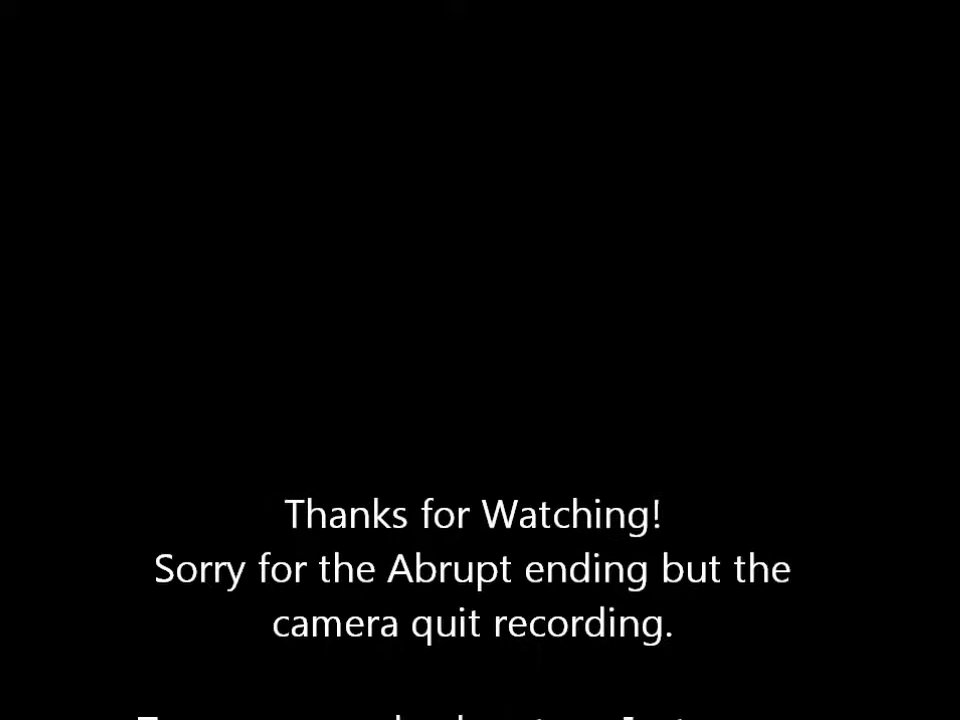 Thanks for Watching!
Sorry for the Abrupt ending but the
camera quit recording.